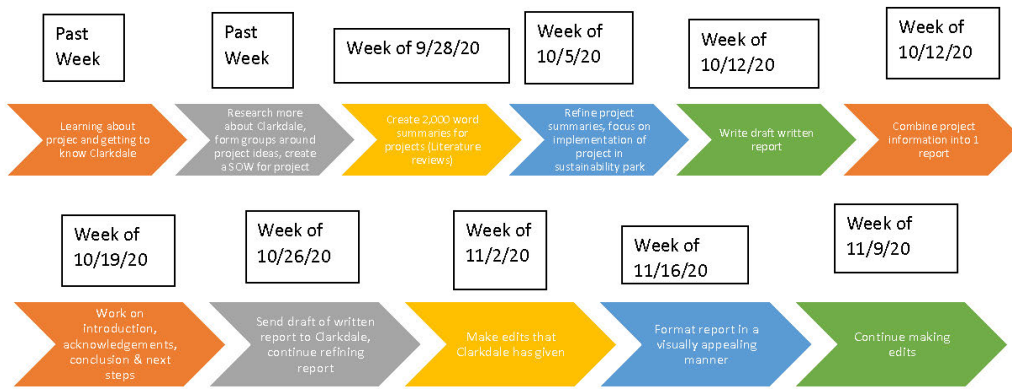 Past
Week
Past
Week
Week of 9/28/20
Week of
10/5/20
Week of
10/12/20
Week of
10/12/20
Learning about
projec and getting to
know Clarkdale
Research more
about Clarkdale,
form groups around
project ideas, create
a SOW for project
Create 2,000 word
summaries for
projects (Literature
reviews)
Refine project
summaries, focus on
implementation of
project in
sustainability park
Write draft written
report
Combine project
information into 1
report
Week of
10/19/20
Week of
10/26/20
Week of
11/2/20
Week of
11/16/20
Week of
11/9/20
Work on
introduction,
acknowledgements,
conclusion & next
steps
Send draft of written
report to Clarkdale,
continue refining
report
Make edits that
Clarkdale has given
Format report in a
visually appealing
manner
Continue making
edits